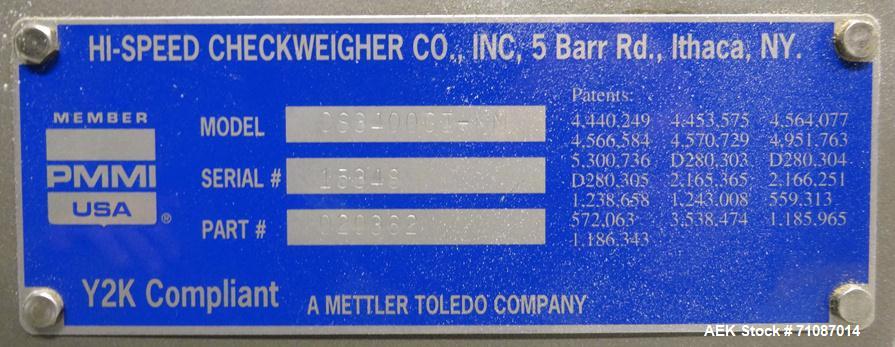 HI-SPEED CHECKWEIGHER CO., INC, 5 Barr Rd., Ithaca, NY.
MEMBER
PMMI
USA
®
MODEL
SERIAL # 15348
PART # 020362
Patents:
4,440,249 4,453,575 4,564,077
4,566,584 4,570,729 4,951,763
5,300,736 D280,303 D280,304
D280,305 2,165,365 2,166,251
1,238,658 1,243,008 559,313
572,063 3,538,474 1,185,965
1,186,343
Y2K Compliant
A METTLER TOLEDO COMPANY
AEK Stock # 71087014